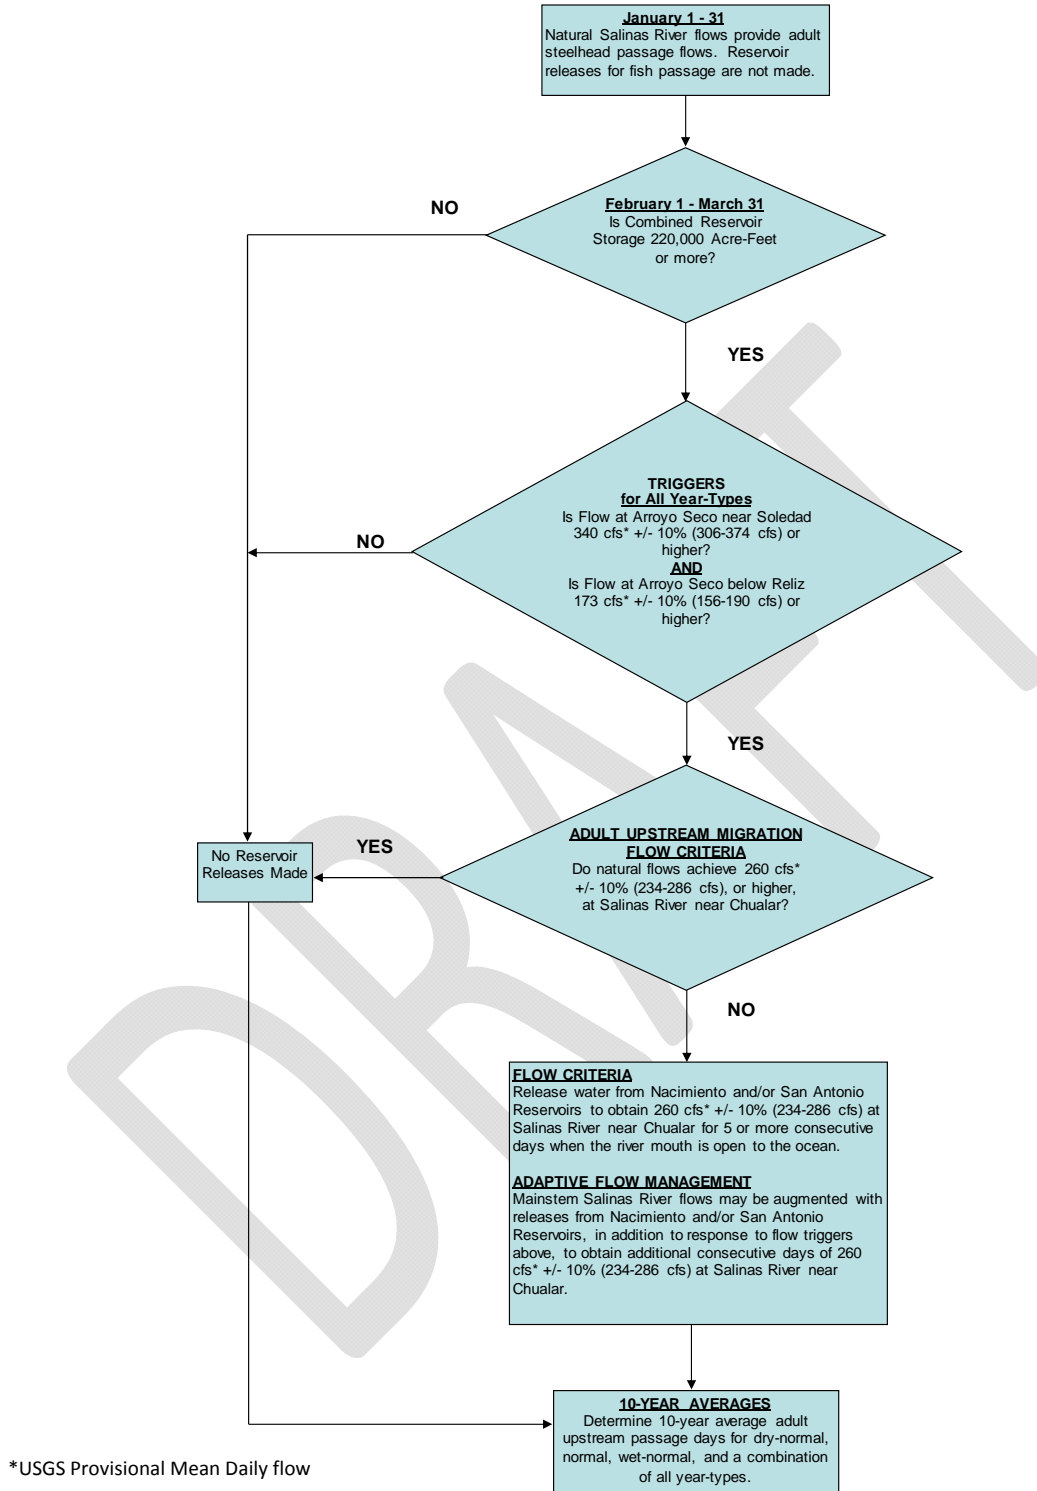 January 1 - 31
Natural Salinas River flows provide adult
steelhead passage flows. Reservoir
releases for fish passage are not made.
NO
February 1 - March 31
Is Combined Reservoir
Storage 220,000 Acre-Feet
or more?
YES
TRIGGERS
for All Year-Types
Is Flow at Arroyo Seco near Soledad
340 cfs* +/- 10% (306-374 cfs) or
higher?
AND
Is Flow at Arroyo Seco below Reliz
173 cfs* +/- 10% (156-190 cfs) or
higher?
NO
YES
ADULT UPSTREAM MIGRATION
FLOW CRITERIA
Do natural flows achieve 260 cfs*
+/- 10% (234-286 cfs), or higher,
at Salinas River near Chualar?
YES
No Reservoir
Releases Made
NO
FLOW CRITERIA
Release water from Nacimiento and/or San Antonio
Reservoirs to obtain 260 cfs* +/- 10% (234-286 cfs) at
Salinas River near Chualar for 5 or more consecutive
days when the river mouth is open to the ocean.
ADAPTIVE FLOW MANAGEMENT
Mainstem Salinas River flows may be augmented with
releases from Nacimiento and/or San Antonio
Reservoirs, in addition to response to flow triggers
above, to obtain additional consecutive days of 260
cfs* +/- 10% (234-286 cfs) at Salinas River near
Chualar.
10-YEAR AVERAGES
Determine 10-year average adult
upstream passage days for dry-normal,
normal, wet-normal, and a combination
of all year-types.
*USGS Provisional Mean Daily flow
DRAFT